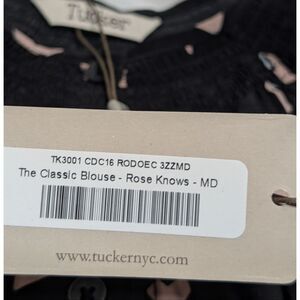 Tucker
TK3001 CDC16 RODOEC 3ZZMD
The Classic Blouse - Rose Knows - MD
www.tuckernyc.com